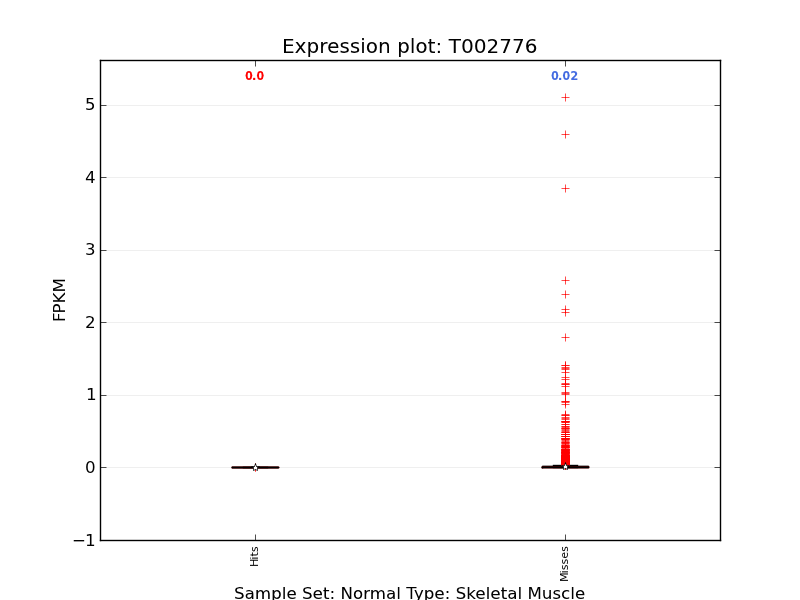 Expression plot: T002776
0.0
0.02
5
4
3
2
1
0
−1
FPKM
Hits
Misses
Sample Set: Normal Type: Skeletal Muscle